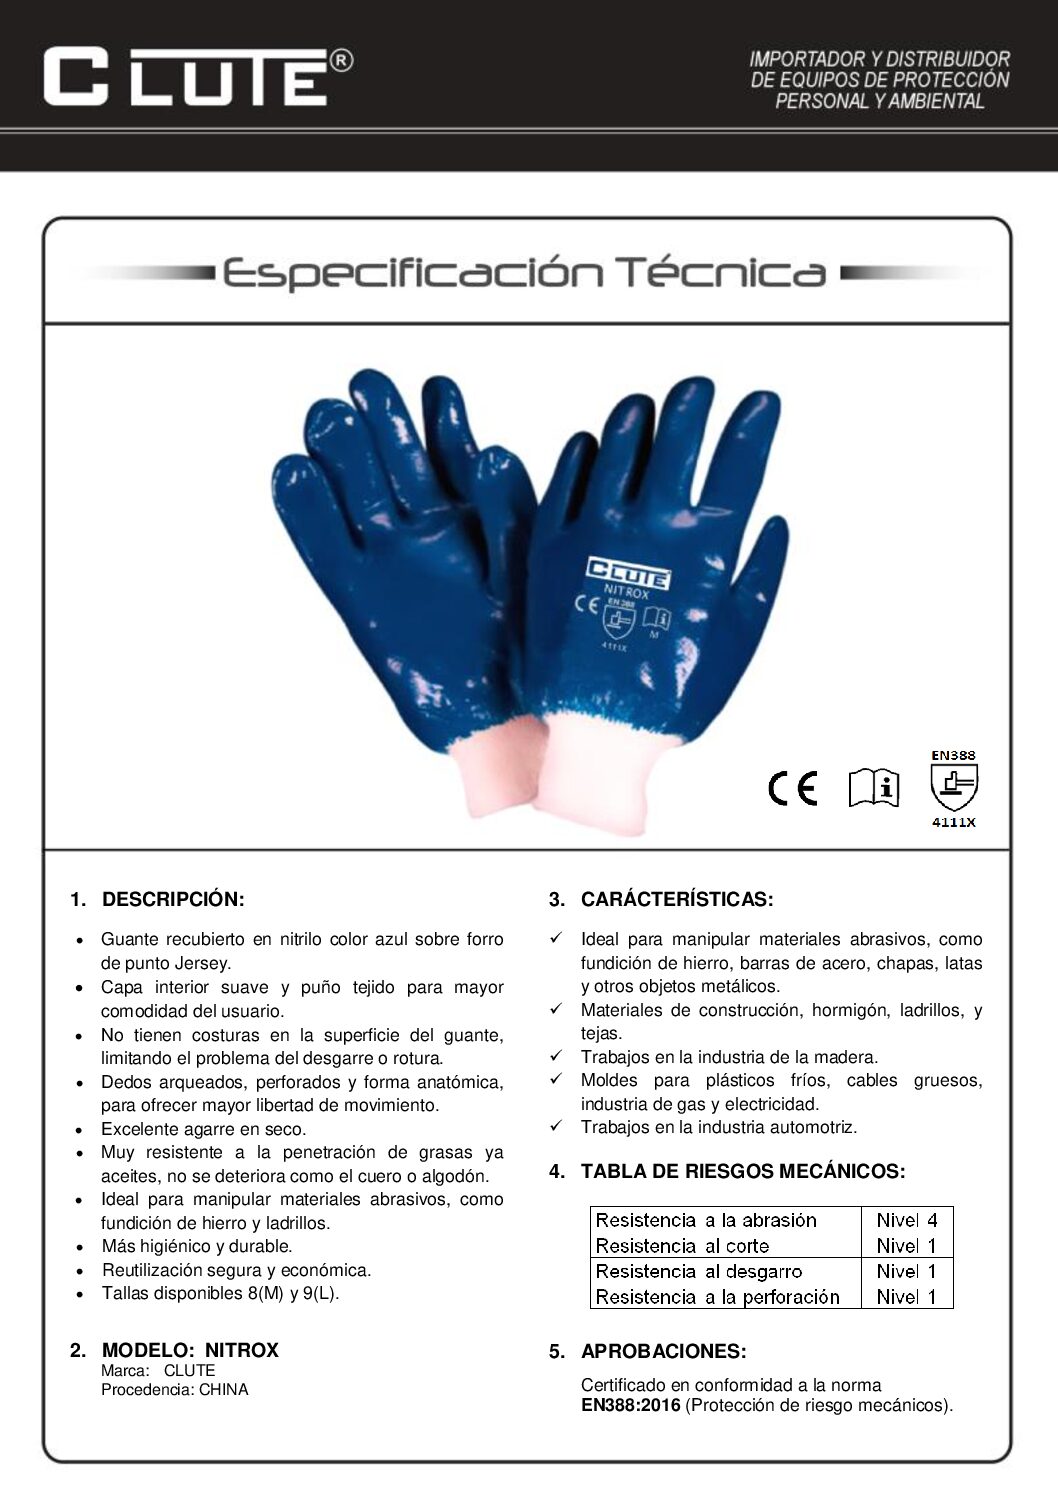 CLUTE®
IMPORTADOR Y DISTRIBUIDOR
DE EQUIPOS DE PROTECCIÓN
PERSONAL Y AMBIENTAL
Especificación Técnica
CLUTE
NITROX
CE
EN 388
M
4111X
CE
EN388
4111X
1. DESCRIPCIÓN:
• Guante recubierto en nitrilo color azul sobre forro
de punto Jersey.
• Capa interior suave y puño tejido para mayor
comodidad del usuario.
• No tienen costuras en la superficie del guante,
limitando el problema del desgarre o rotura.
• Dedos arqueados, perforados y forma anatómica,
para ofrecer mayor libertad de movimiento.
• Excelente agarre en seco.
• Muy resistente a la penetración de grasas ya
aceites, no se deteriora como el cuero o algodón.
• Ideal para manipular materiales abrasivos, como
fundición de hierro y ladrillos.
• Más higiénico y durable.
• Reutilización segura y económica.
• Tallas disponibles 8(M) y 9(L).
2. MODELO: NITROX
Marca: CLUTE
Procedencia: CHINA
3. CARÁCTERÍSTICAS:
✓ Ideal para manipular materiales abrasivos, como
fundición de hierro, barras de acero, chapas, latas
y otros objetos metálicos.
✓ Materiales de construcción, hormigón, ladrillos, y
tejas.
✓ Trabajos en la industria de la madera.
✓ Moldes para plásticos fríos, cables gruesos,
industria de gas y electricidad.
✓ Trabajos en la industria automotriz.
4. TABLA DE RIESGOS MECÁNICOS:
Resistencia a la abrasión Nivel 4
Resistencia al corte Nivel 1
Resistencia al desgarro Nivel 1
Resistencia a la perforación Nivel 1
5. APROBACIONES:
Certificado en conformidad a la norma
EN388:2016 (Protección de riesgo mecánicos).